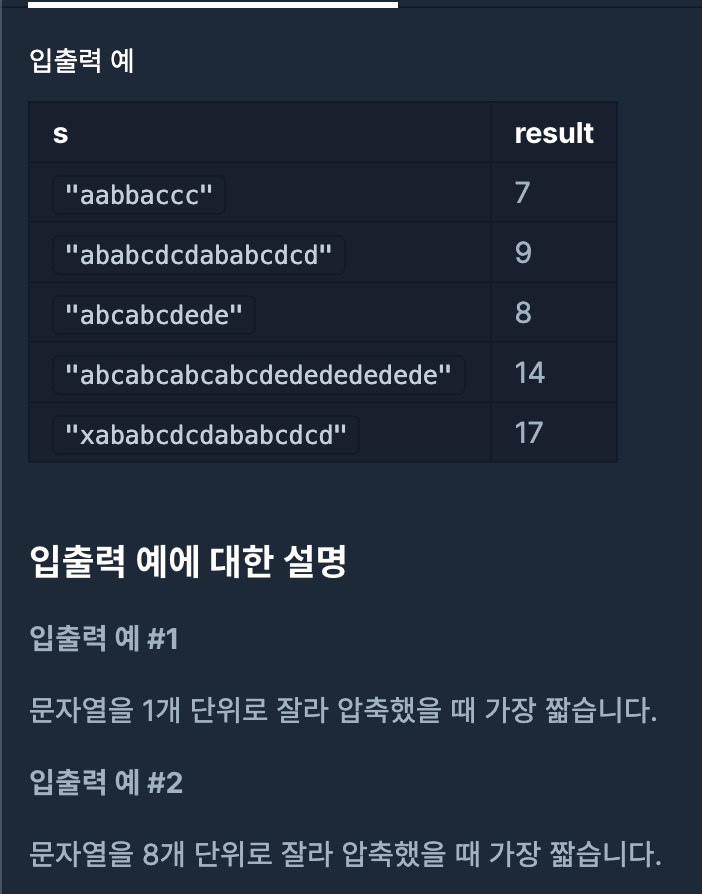 입출력 예
s result
"aabbaccc" 7
"ababcdcdababcdcd" 9
"abcabcdede" 8
"abcabcabcabcdededededede" 14
"xababcdcdababcdcd" 17
입출력 예에 대한 설명
입출력 예 #1
문자열을 1개 단위로 잘라 압축했을 때 가장 짧습니다.
입출력 예 #2
문자열을 8개 단위로 잘라 압축했을 때 가장 짧습니다.